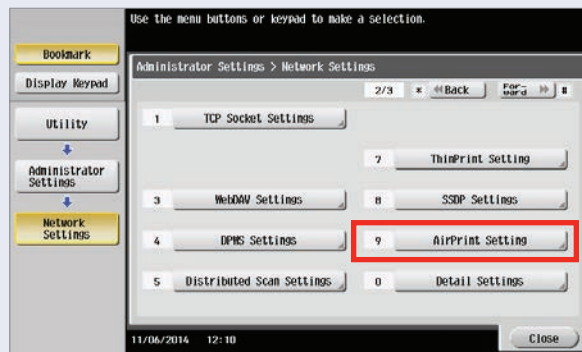 Use the menu buttons or keypad to make a selection.
Bookmark
Display Keypad
Utility
Administrator
Settings
Network
Settings
Administrator Settings > Network Settings
2/3 * Back Forward #
1 TCP Socket Settings
7 ThinPrint Setting
3 WebDAV Settings
8 SSDP Settings
4 DPWS Settings
9 AirPrint Setting
5 Distributed Scan Settings
0 Detail Settings
11/06/2014 12:10
Close